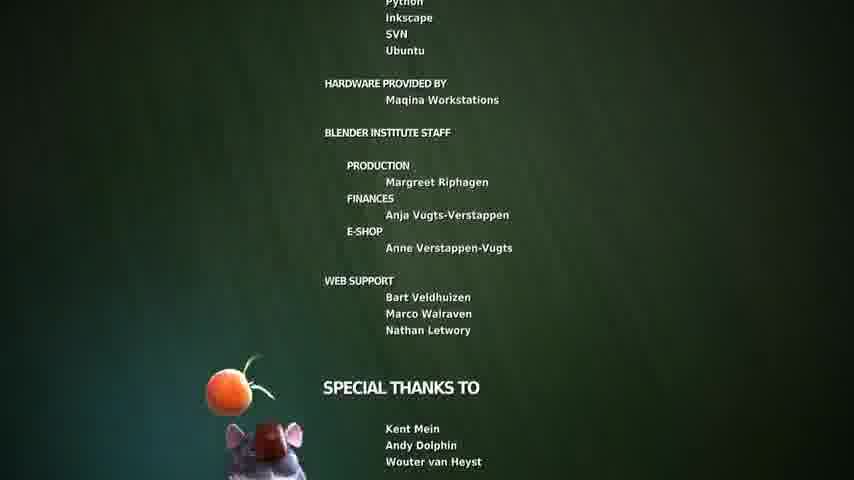 Python
Inkscape
SVN
Ubuntu
HARDWARE PROVIDED BY
Maqina Workstations
BLENDER INSTITUTE STAFF
PRODUCTION
Margreet Riphagen
FINANCES
Anja Vugts-Verstappen
E-SHOP
Anne Verstappen-Vugts
WEB SUPPORT
Bart Veldhuizen
Marco Walraven
Nathan Letwory
SPECIAL THANKS TO
Kent Mein
Andy Dolphin
Wouter van Heyst